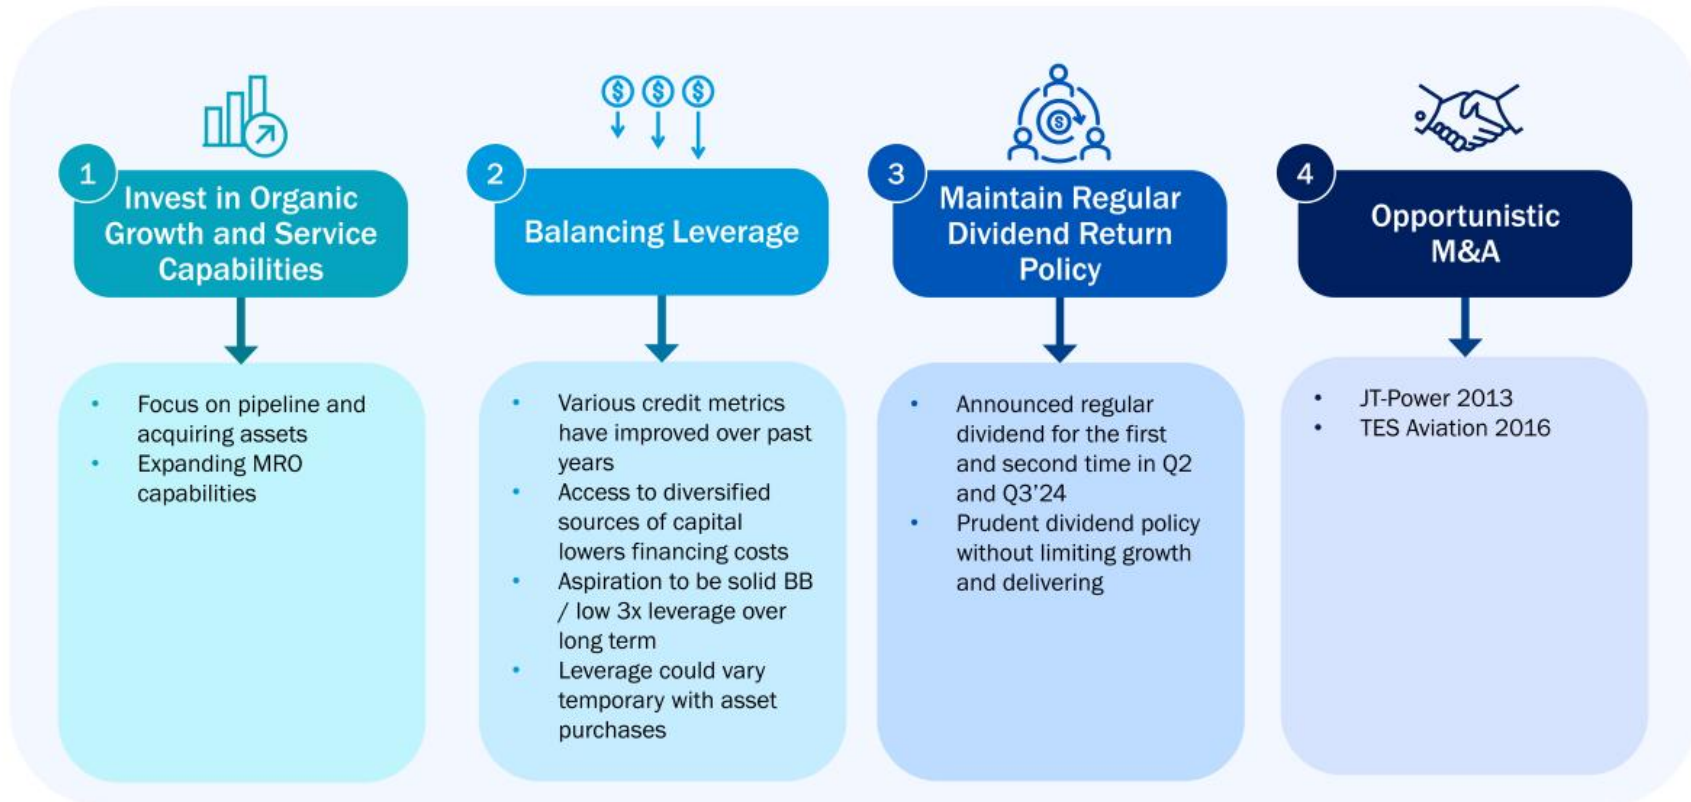 1
Invest in Organic
Growth and Service
Capabilities
• Focus on pipeline and
acquiring assets
• Expanding MRO
capabilities
2
Balancing Leverage
• Various credit metrics
have improved over past
years
• Access to diversified
sources of capital
lowers financing costs
• Aspiration to be solid BB
/ low 3x leverage over
long term
• Leverage could vary
temporary with asset
purchases
3
Maintain Regular
Dividend Return
Policy
• Announced regular
dividend for the first
and second time in Q2
and Q3’24
• Prudent dividend policy
without limiting growth
and delivering
4
Opportunistic
M&A
• JT-Power 2013
• TES Aviation 2016